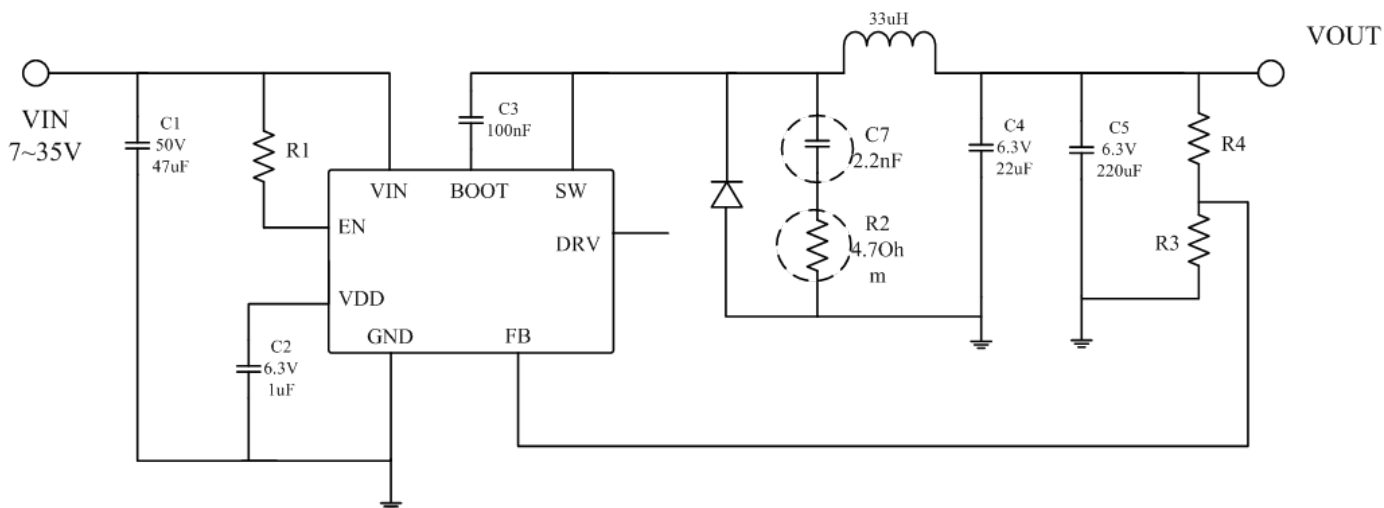 33uH
VOUT
VIN
7~35V
C1
50V
47uF
R1
C3
100nF
C7
2.2nF
C4
6.3V
22uF
C5
6.3V
220uF
R4
VIN
BOOT
SW
EN
DRV
R2
4.7Oh
m
R3
VDD
GND
FB
C2
6.3V
1uF